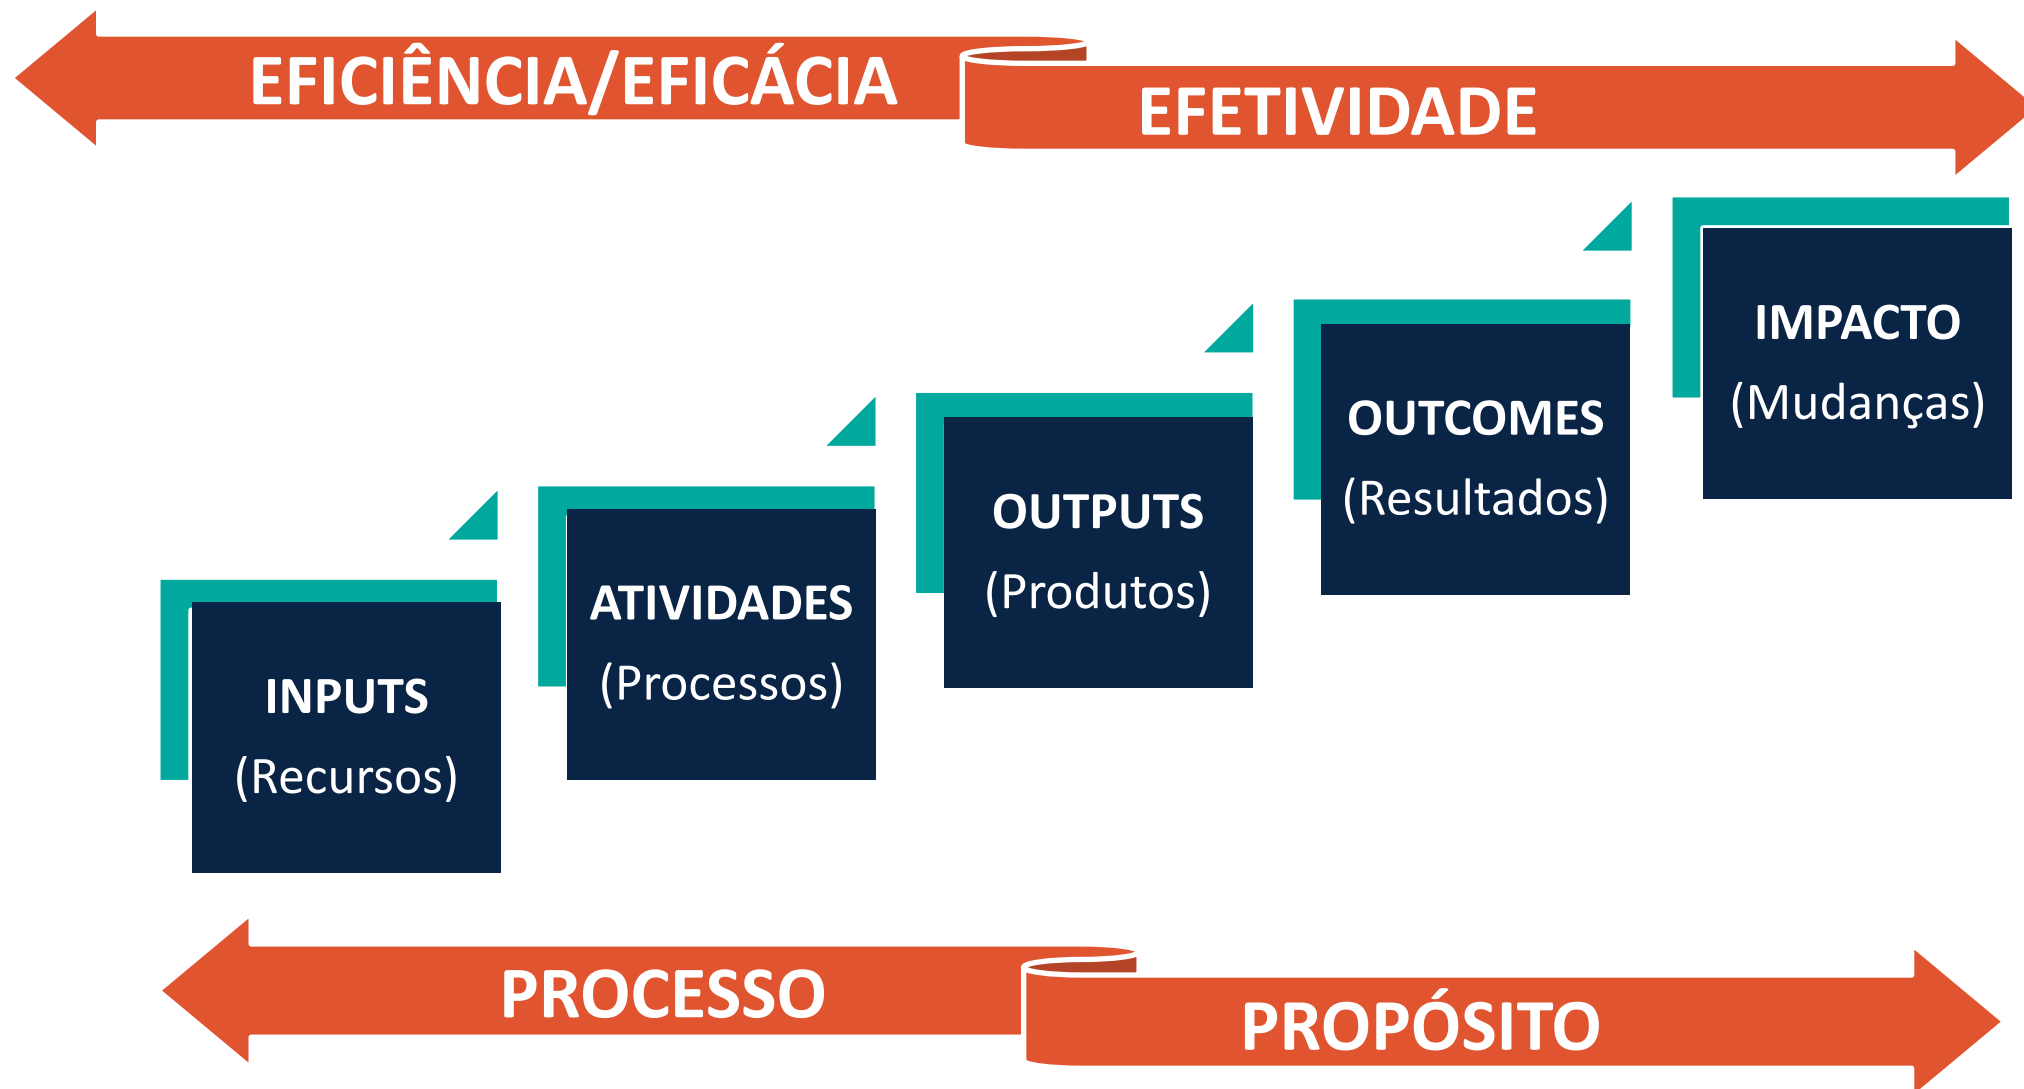 EFICIÊNCIA/EFICÁCIA
EFETIVIDADE
INPUTS
(Recursos)
ATIVIDADES
(Processos)
OUTPUTS
(Produtos)
OUTCOMES
(Resultados)
IMPACTO
(Mudanças)
PROCESSO
PROPÓSITO